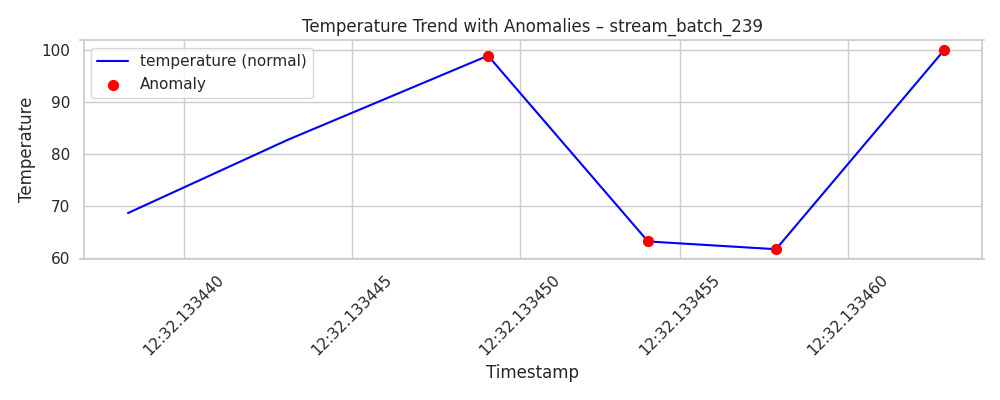 Temperature Trend with Anomalies – stream_batch_239
temperature (normal)
Anomaly
Temperature
100
90
80
70
60
12:32.133440
12:32.133445
12:32.133450
12:32.133455
12:32.133460
Timestamp